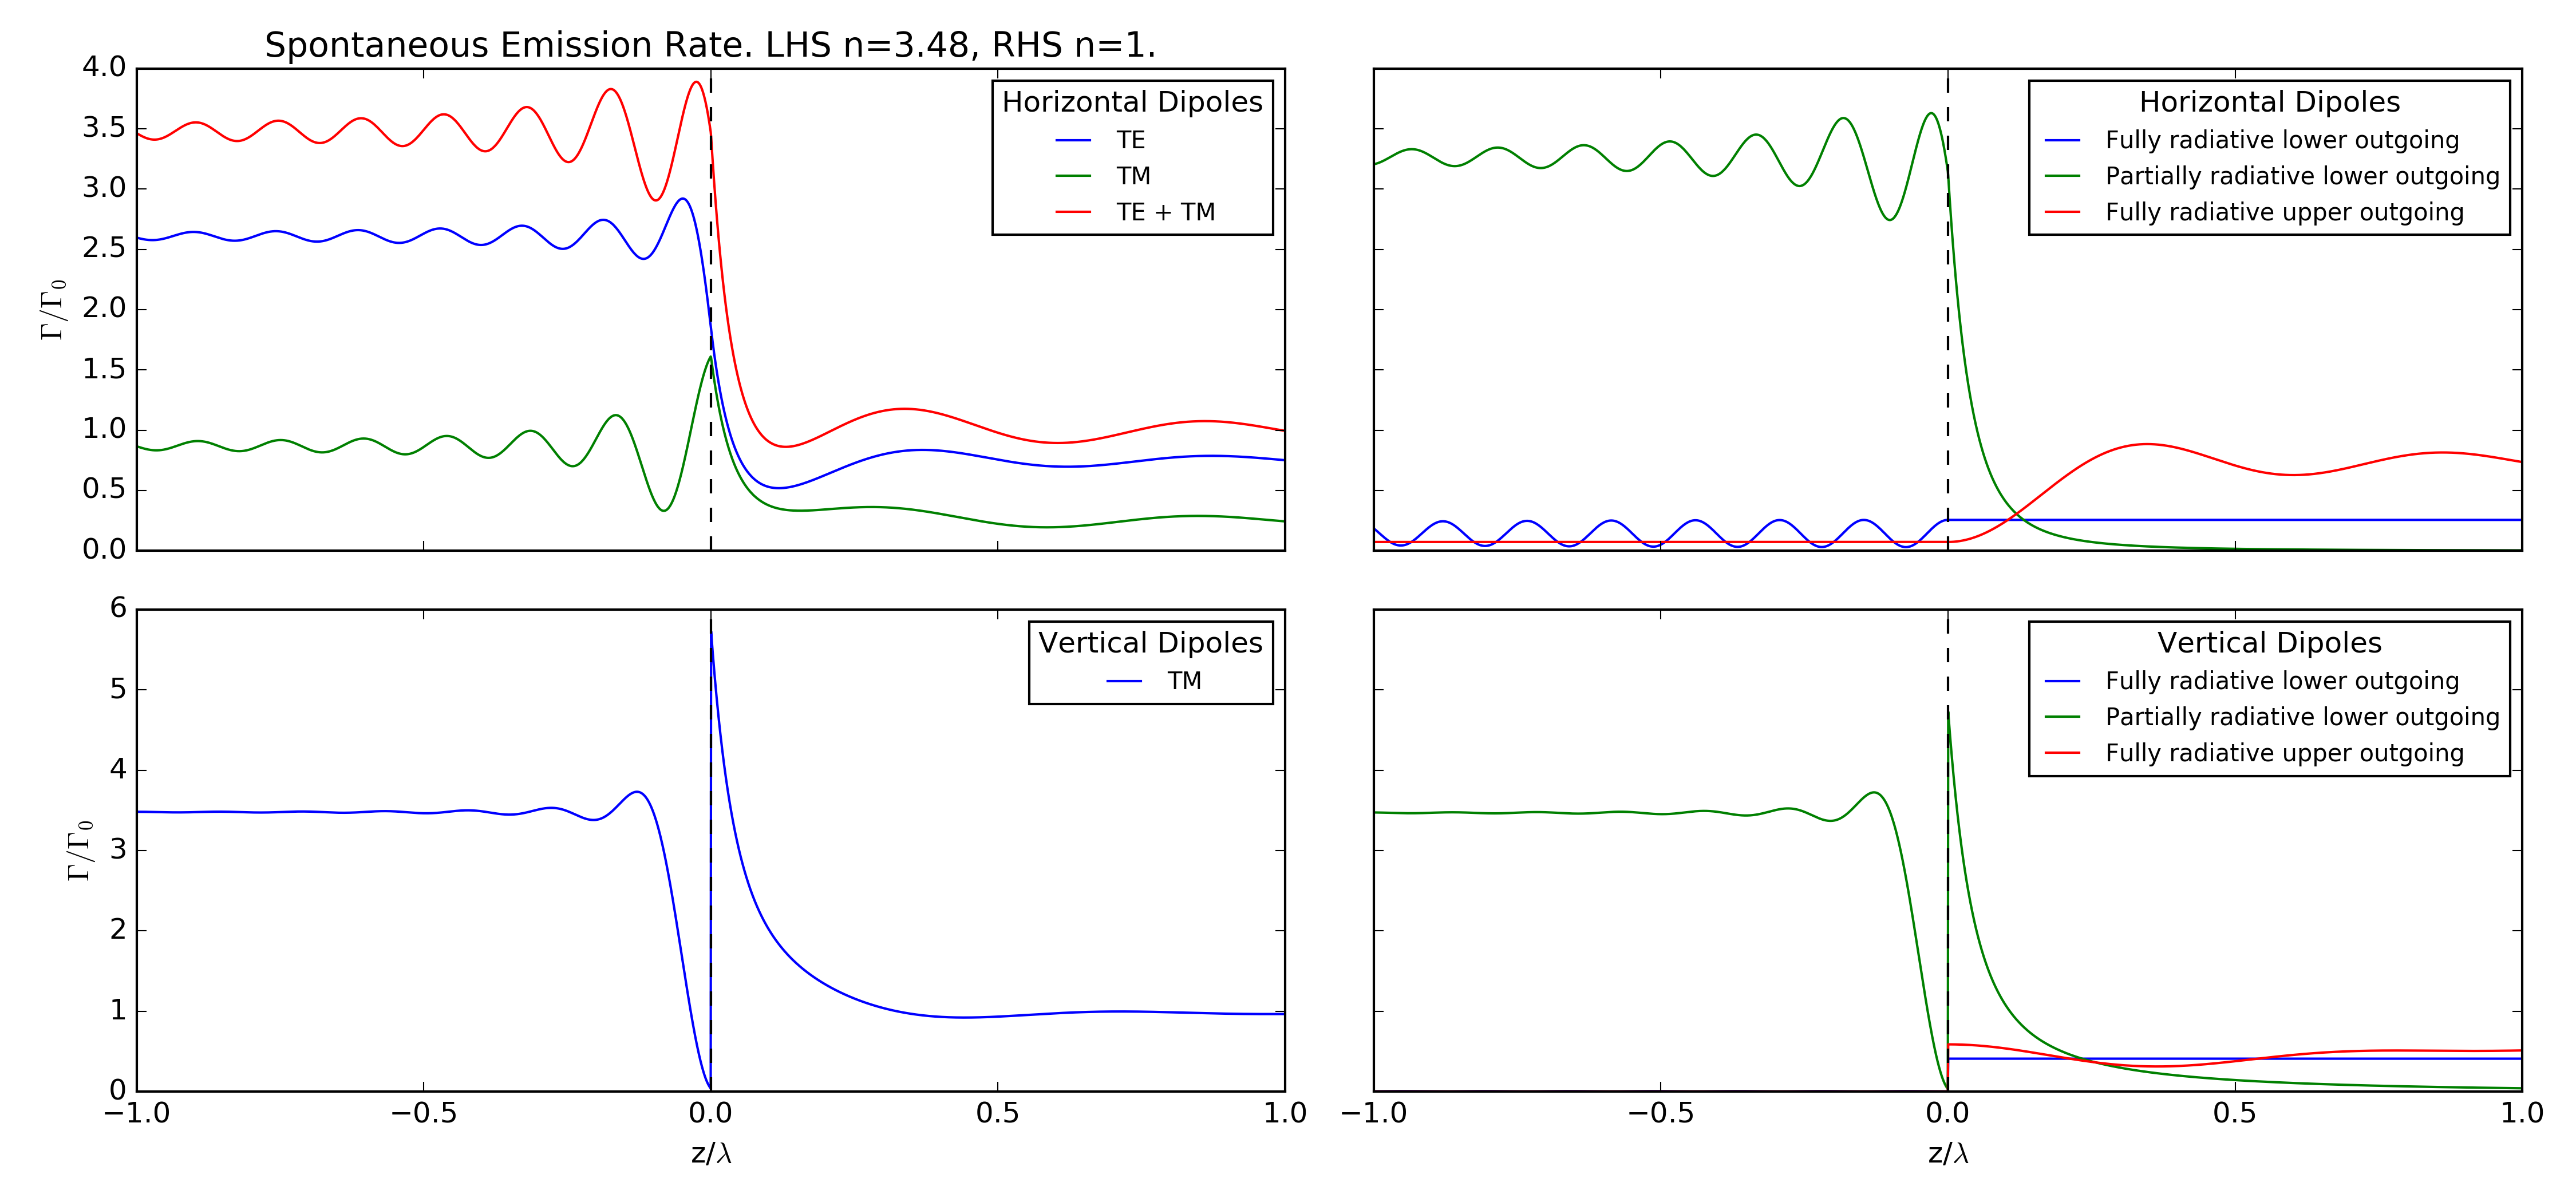 Spontaneous Emission Rate. LHS n=3.48, RHS n=1.
4.0
3.5
3.0
2.5
2.0
1.5
1.0
0.5
0.0
Γ/Γ₀
Horizontal Dipoles
TE
TM
TE + TM
Horizontal Dipoles
Fully radiative lower outgoing
Partially radiative lower outgoing
Fully radiative upper outgoing
6
5
4
3
2
1
0
Γ/Γ₀
Vertical Dipoles
TM
−1.0 −0.5 0.0 0.5 1.0
z/λ
Vertical Dipoles
Fully radiative lower outgoing
Partially radiative lower outgoing
Fully radiative upper outgoing
−1.0 −0.5 0.0 0.5 1.0
z/λ